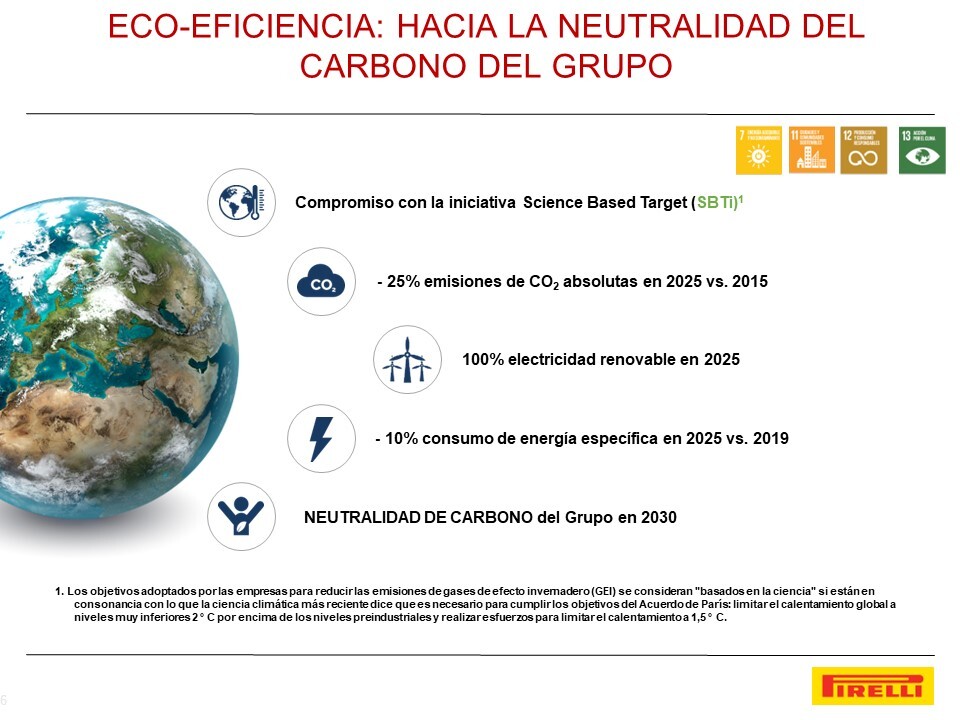 ECO-EFICIENCIA: HACIA LA NEUTRALIDAD DEL
CARBONO DEL GRUPO
7 ENERGÍA ASEQUIBLE
Y NO CONTAMINANTE
11 CIUDADES Y
COMUNIDADES
SOSTENIBLES
12 PRODUCCIÓN
Y CONSUMO
RESPONSABLES
13 ACCIÓN
POR EL CLIMA
Compromiso con la iniciativa Science Based Target (SBTi)¹
CO₂
- 25% emisiones de CO₂ absolutas en 2025 vs. 2015
100% electricidad renovable en 2025
- 10% consumo de energía específica en 2025 vs. 2019
NEUTRALIDAD DE CARBONO del Grupo en 2030
1. Los objetivos adoptados por las empresas para reducir las emisiones de gases de efecto invernadero (GEI) se consideran "basados en la ciencia" si están en
consonancia con lo que la ciencia climática más reciente dice que es necesario para cumplir los objetivos del Acuerdo de París: limitar el calentamiento global a
niveles muy inferiores 2° C por encima de los niveles preindustriales y realizar esfuerzos para limitar el calentamiento a 1,5° C.
6
PIRELLI